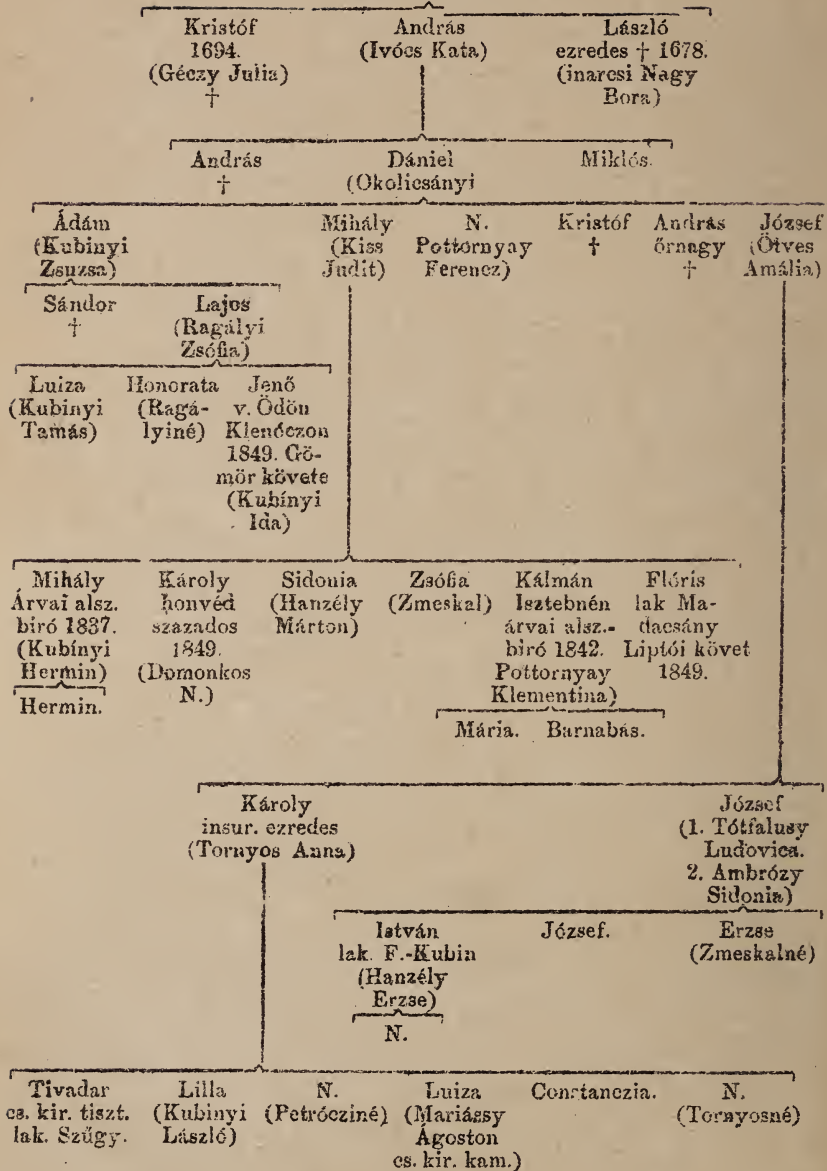 Kristóf András László
1694. (Ivócs Kata) ezredes † 1678.
(Géczy Julia) (inarcsi Nagy
† Bora)
András Dániel Miklós.
† (Okolicsányi
Ádám Mihály N. Kristóf András József
(Kubinyi (Kiss Pottornyay † őrnagy (Ötves
Zsuzsa) Judit) Ferencz) † Amália)
Sándor Lajos
† (Ragályi
Zsófia)
Luiza Honorata Jenő
(Kubinyi (Ragá- v. Ödön
Tamás) lyiné) Klenóczon
1849. Gö-
mör követe
(Kubínyi
Ida)
Mihály Károly Sidonia Zsófia Kálmán Flóris
Árvai alsz. honvéd (Hanzély (Zmeskal) Isztebnén lak Ma-
biró 1837. százados Márton) árvai alsz.- dacsány
(Kubínyi 1849. biró 1842. Liptói követ
Hermin) (Domonkos Pottornyay 1849.
Hermin. N.) Klementina)
Mária. Barnabás.
Károly József
insur. ezredes (1. Tótfalusy
(Tornyos Anna) Ludovica.
2. Ambrózy
Sidonia)
István József. Erzse
lak. F.-Kubin (Zmeskalné)
(Hanzély
Erzse)
N.
Tivadar Lilla N. Luiza Constanczia. N.
cs. kir. tiszt. (Kubinyi (Petrócziné) (Mariássy (Tornyosné)
lak. Szűgy. László) Ágoston
cs. kir. kam.)